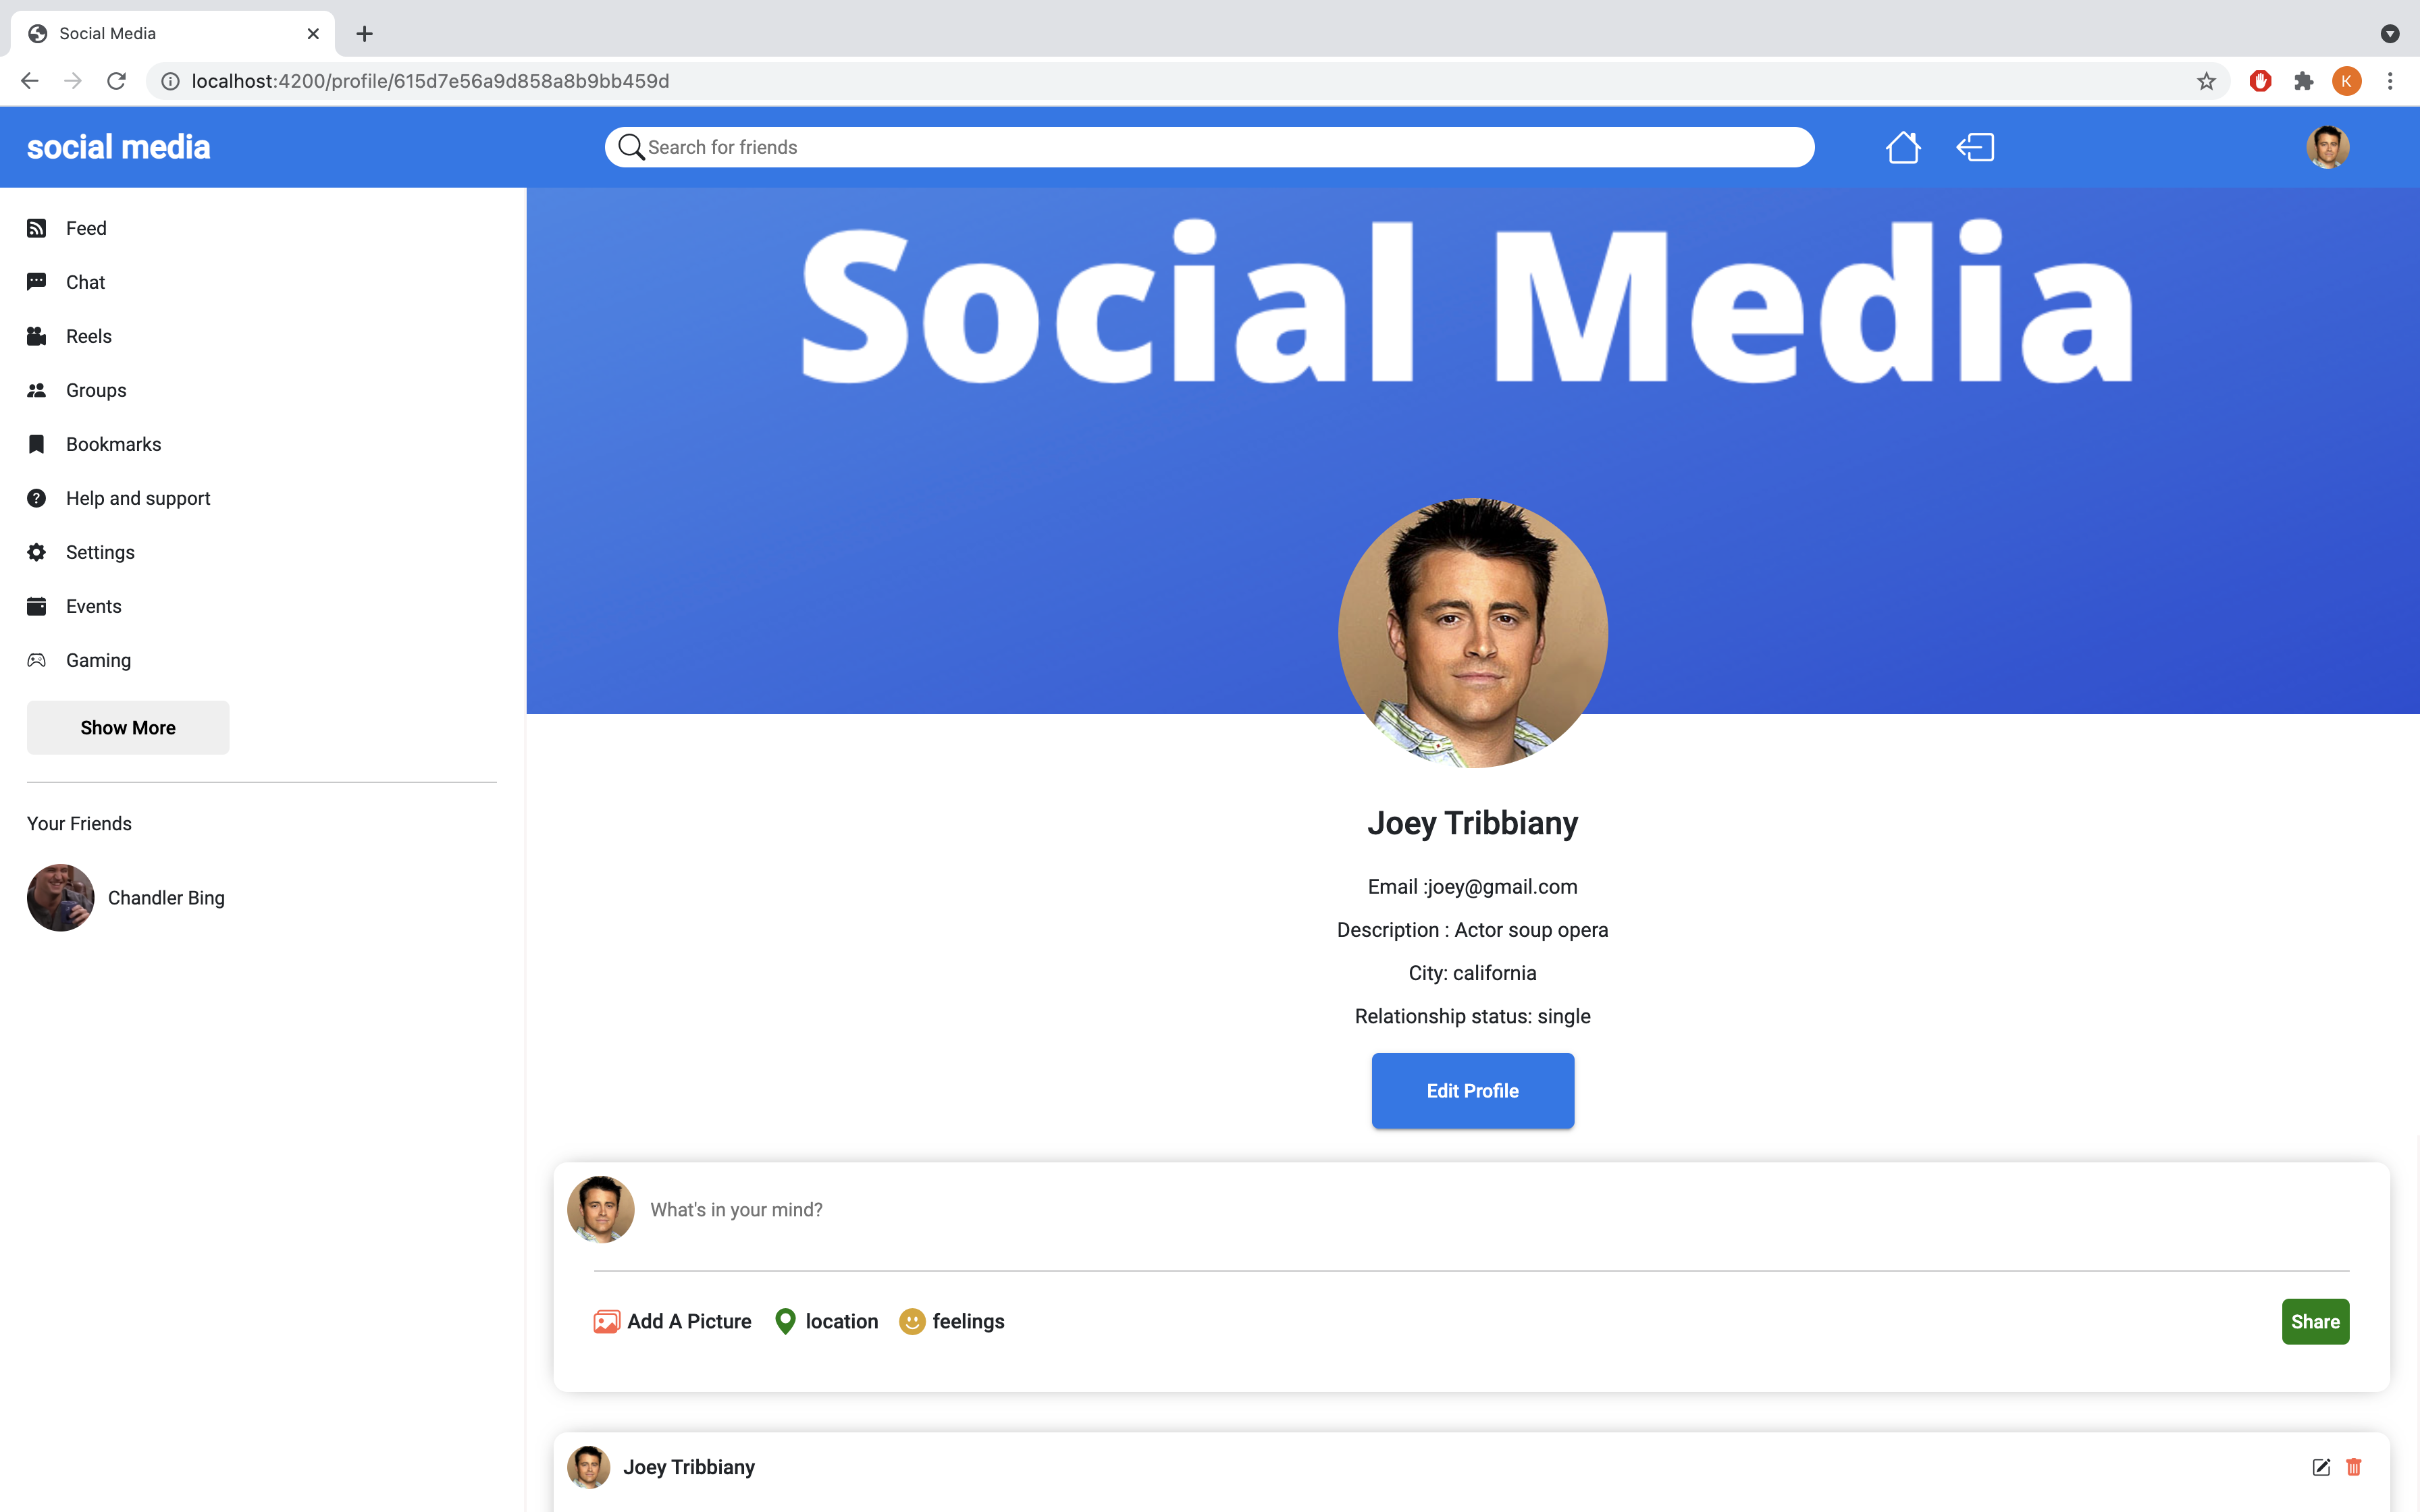 Social Media
localhost:4200/profile/615d7e56a9d858a8b9bb459d
K
social media
Search for friends
Feed
Chat
Reels
Groups
Bookmarks
Help and support
Settings
Events
Gaming
Show More
Your Friends
Chandler Bing
Social Media
Joey Tribbiany
Email :joey@gmail.com
Description : Actor soup opera
City: california
Relationship status: single
Edit Profile
What's in your mind?
Add A Picture location feelings Share
Joey Tribbiany